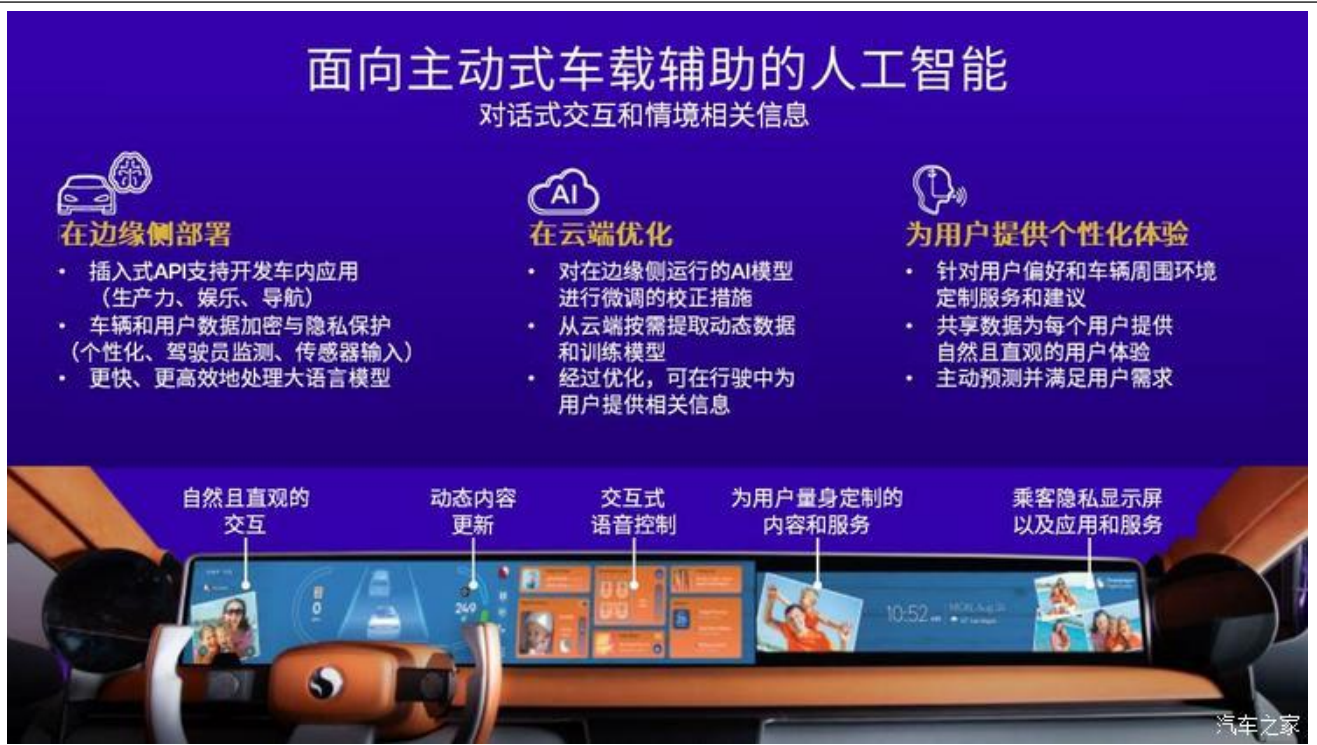 面向主动式车载辅助的人工智能
对话式交互和情境相关信息
AI
在边缘侧部署
• 插入式API支持开发车内应用
（生产力、娱乐、导航）
• 车辆和用户数据加密与隐私保护
（个性化、驾驶员监测、传感器输入）
• 更快、更高效地处理大语言模型
在云端优化
• 对在边缘侧运行的AI模型
进行微调的校正措施
• 从云端按需提取动态数据
和训练模型
• 经过优化，可在行驶中为
用户提供相关信息
为用户提供个性化体验
• 针对用户偏好和车辆周围环境
定制服务和建议
• 共享数据为每个用户提供
自然且直观的用户体验
• 主动预测并满足用户需求
自然且直观的
交互
动态内容
更新
交互式
语音控制
为用户量身定制的
内容和服务
乘客隐私显示屏
以及应用和服务
0
249
10:52
汽车之家